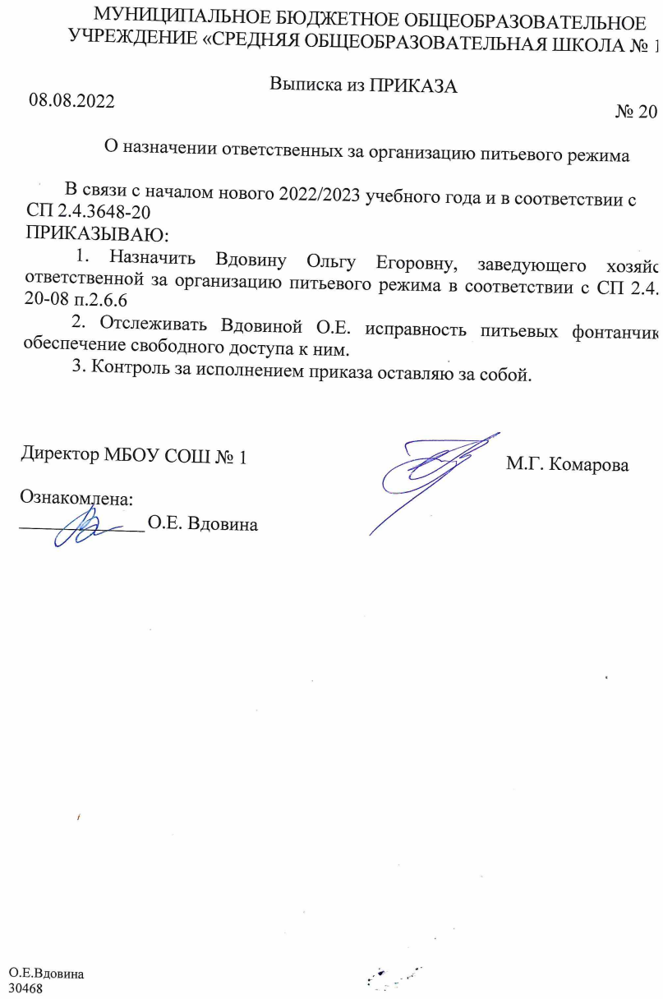 МУНИЦИПАЛЬНОЕ БЮДЖЕТНОЕ ОБЩЕОБРАЗОВАТЕЛЬНОЕ
УЧРЕЖДЕНИЕ «СРЕДНЯЯ ОБЩЕОБРАЗОВАТЕЛЬНАЯ ШКОЛА № 1
Выписка из ПРИКАЗА
08.08.2022
№ 20
О назначении ответственных за организацию питьевого режима
В связи с началом нового 2022/2023 учебного года и в соответствии с
СП 2.4.3648-20
ПРИКАЗЫВАЮ:
1. Назначить Вдовину Ольгу Егоровну, заведующего хозяйс
ответственной за организацию питьевого режима в соответствии с СП 2.4.
20-08 п.2.6.6
2. Отслеживать Вдовиной О.Е. исправность питьевых фонтанчик
обеспечение свободного доступа к ним.
3. Контроль за исполнением приказа оставляю за собой.
Директор МБОУ СОШ № 1
М.Г. Комарова
Ознакомлена:
О.Е. Вдовина
О.Е.Вдовина
30468